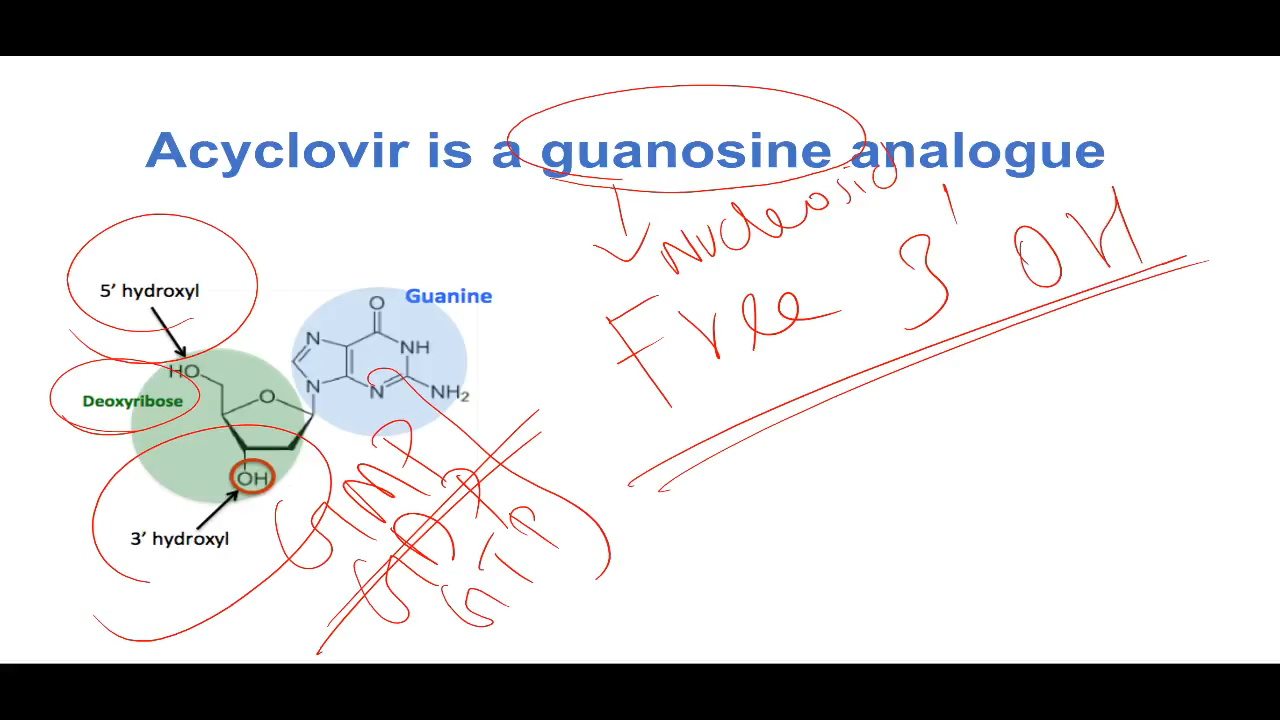 Acyclovir is a guanosine analogue
Nucleosid
Free 3' OH
5' hydroxyl
Guanine
O
N
NH
HO
N
N
NH2
Deoxyribose
O
OH
3' hydroxyl
GMP
GDP
GTP